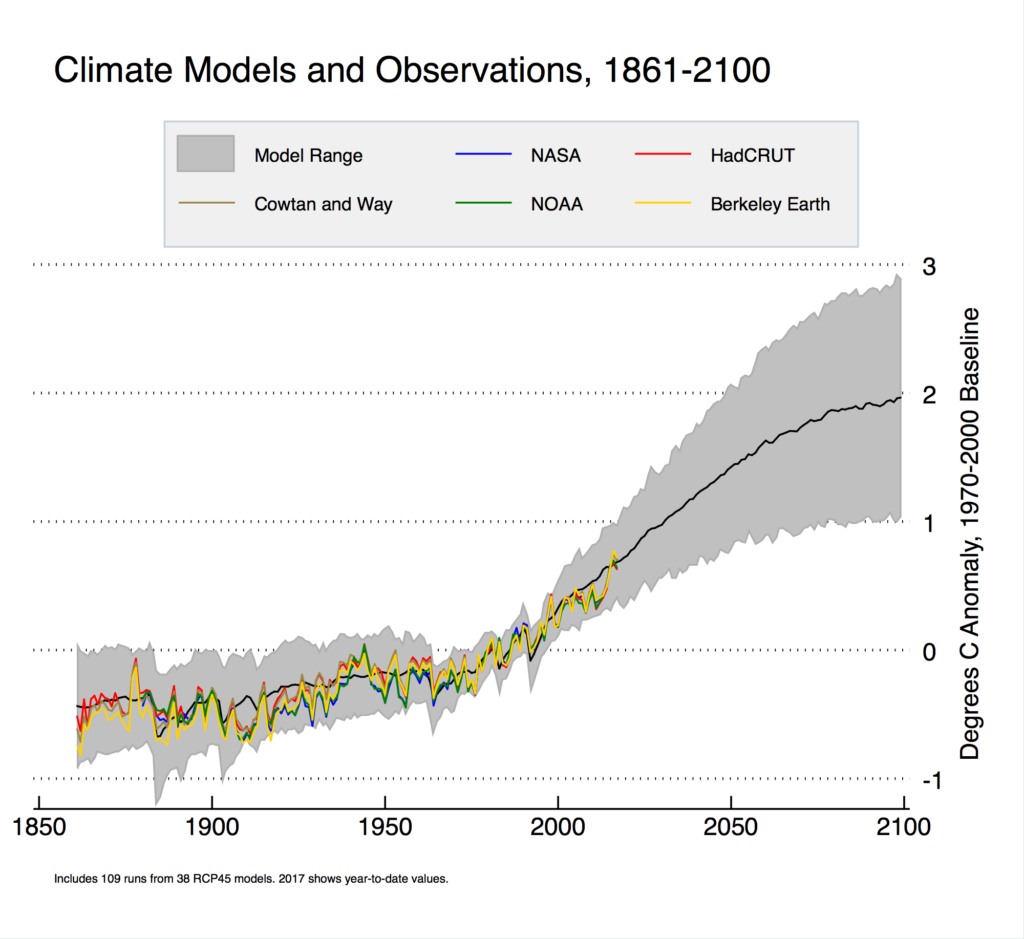 Climate Models and Observations, 1861-2100
Model Range NASA HadCRUT
Cowtan and Way NOAA Berkeley Earth
3
2
1
0
-1
Degrees C Anomaly, 1970-2000 Baseline
1850 1900 1950 2000 2050 2100
Includes 109 runs from 38 RCP45 models. 2017 shows year-to-date values.